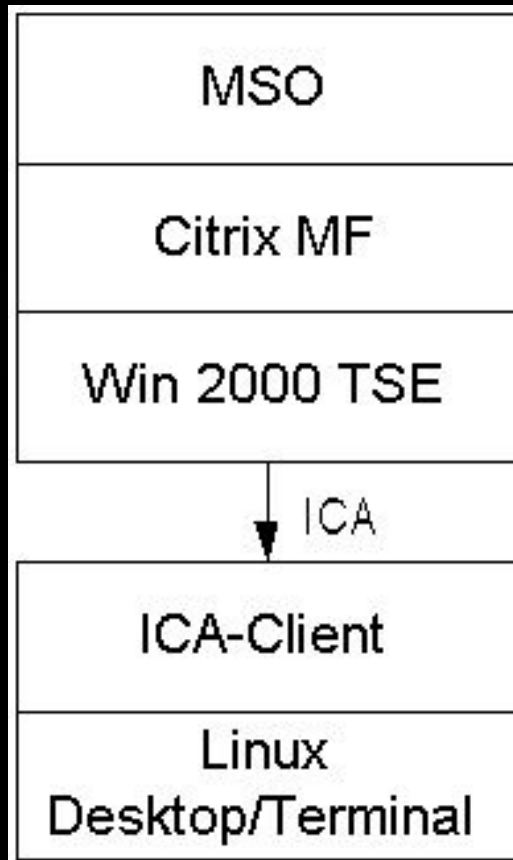 MSO
Citrix MF
Win 2000 TSE
ICA
ICA-Client
Linux
Desktop/Terminal